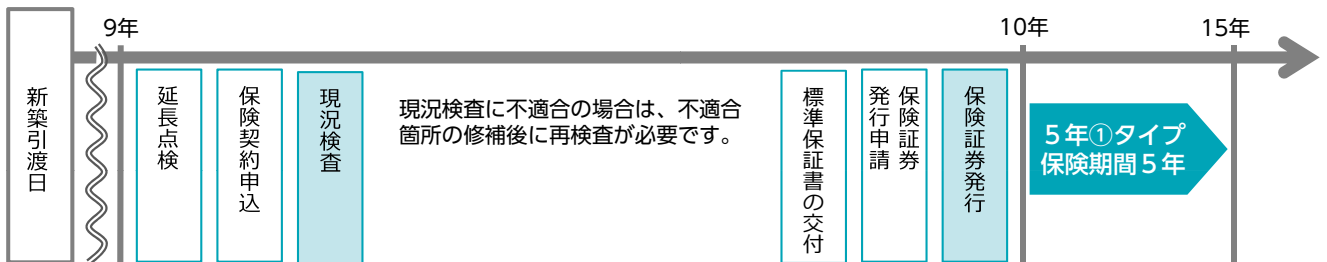 9年
10年
15年
新築引渡日
延長点検
保険契約申込
現況検査
現況検査に不適合の場合は、不適合
箇所の修補後に再検査が必要です。
標準保証書の交付
保険証券
発行申請
保険証券発行
５年①タイプ
保険期間５年